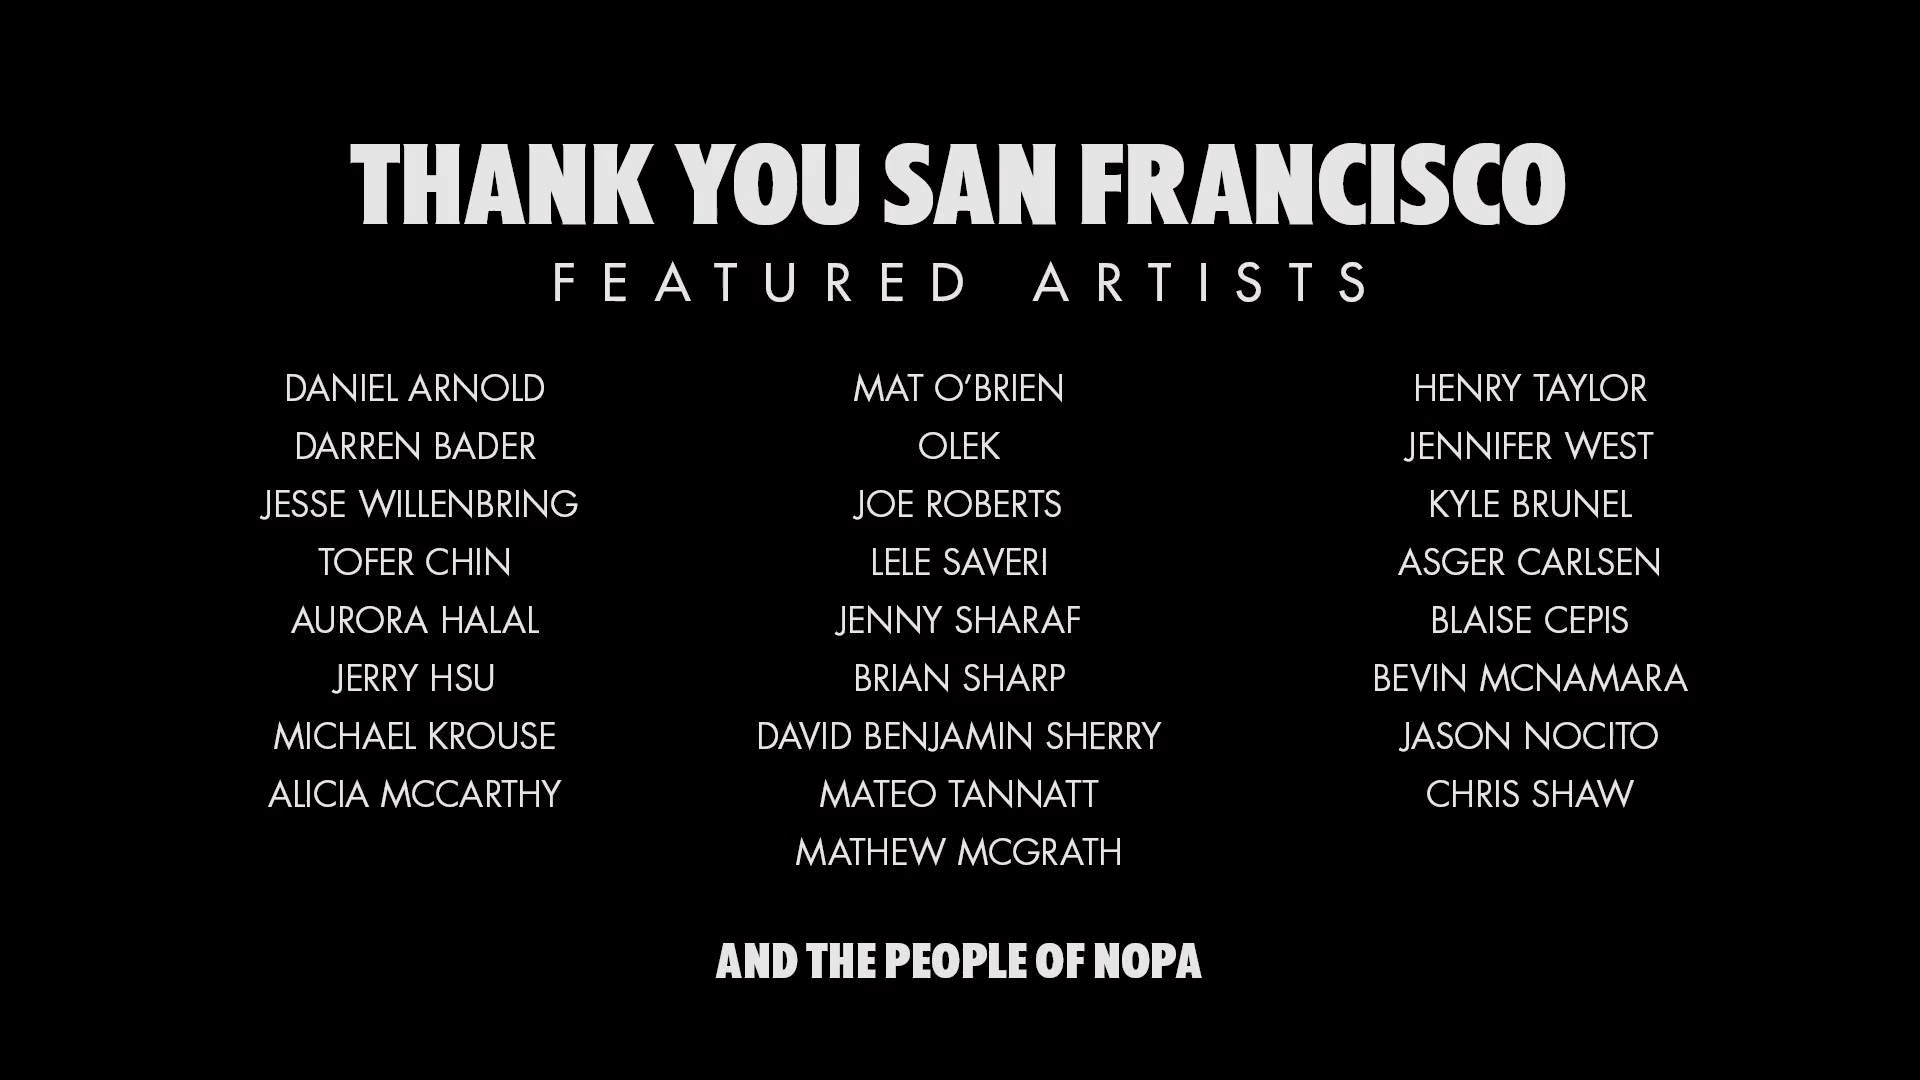 THANK YOU SAN FRANCISCO
FEATURED ARTISTS
DANIEL ARNOLD
DARREN BADER
JESSE WILLENBRING
TOFER CHIN
AURORA HALAL
JERRY HSU
MICHAEL KROUSE
ALICIA MCCARTHY
MAT O’BRIEN
OLEK
JOE ROBERTS
LELE SAVERI
JENNY SHARAF
BRIAN SHARP
DAVID BENJAMIN SHERRY
MATEO TANNATT
MATHEW MCGRATH
HENRY TAYLOR
JENNIFER WEST
KYLE BRUNEL
ASGER CARLSEN
BLAISE CEPIS
BEVIN MCNAMARA
JASON NOCITO
CHRIS SHAW
AND THE PEOPLE OF NOPA